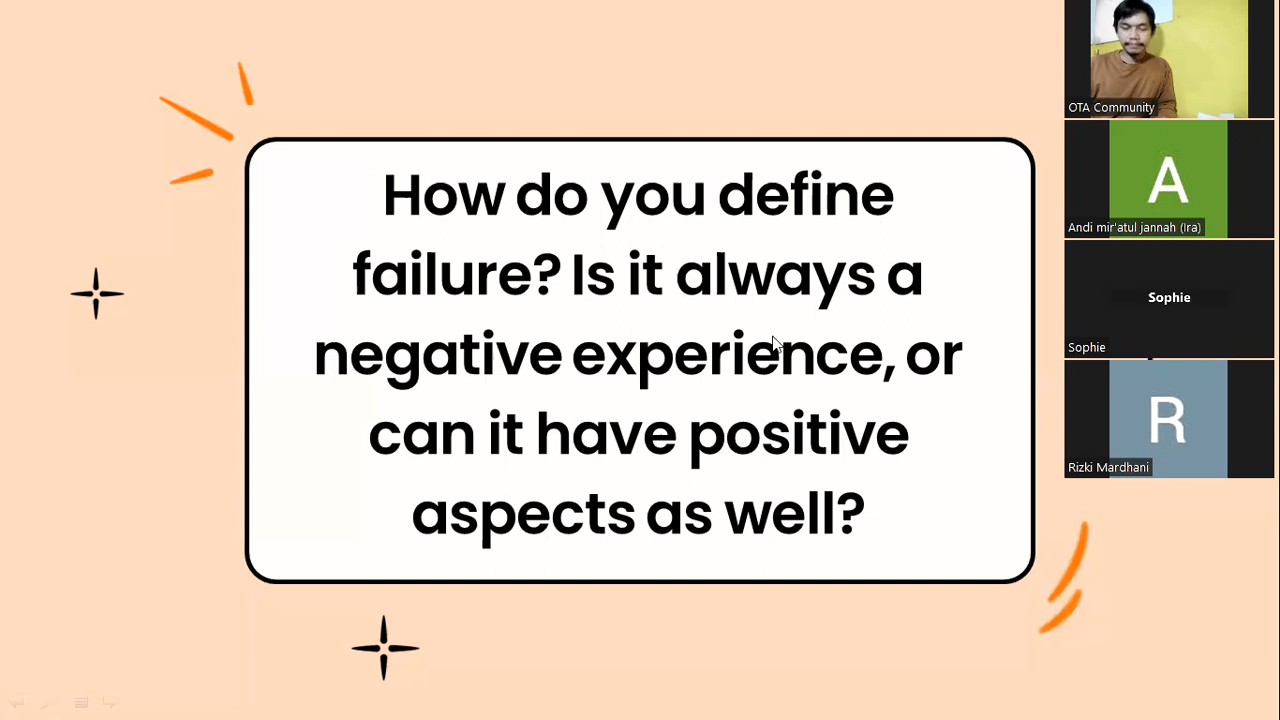 How do you define
failure? Is it always a
negative experience, or
can it have positive
aspects as well?
OTA Community
A
Andi mir'atul jannah (Ira)
Sophie
Sophie
R
Rizki Mardhani